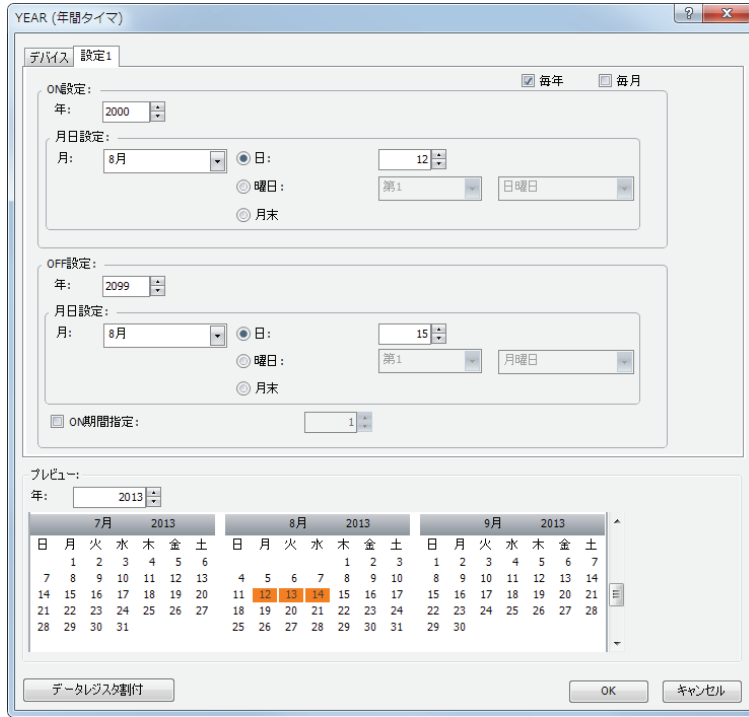 YEAR (年間タイマ)
デバイス 設定1
毎年 毎月
ON設定:
年: 2000
月日設定:
月: 8月 日: 12
曜日: 第1 日曜日
月末
OFF設定:
年: 2099
月日設定:
月: 8月 日: 15
曜日: 第1 月曜日
月末
ON期間指定: 1
プレビュー:
年: 2013
7月 2013 8月 2013 9月 2013
日 月 火 水 木 金 土 日 月 火 水 木 金 土 日 月 火 水 木 金 土
1 2 3 4 5 6 1 2 3 1 2 3 4 5 6 7
7 8 9 10 11 12 13 4 5 6 7 8 9 10 8 9 10 11 12 13 14
14 15 16 17 18 19 20 11 12 13 14 15 16 17 15 16 17 18 19 20 21
21 22 23 24 25 26 27 18 19 20 21 22 23 24 22 23 24 25 26 27 28
28 29 30 31 25 26 27 28 29 30 31 29 30
データレジスタ割付 OK キャンセル